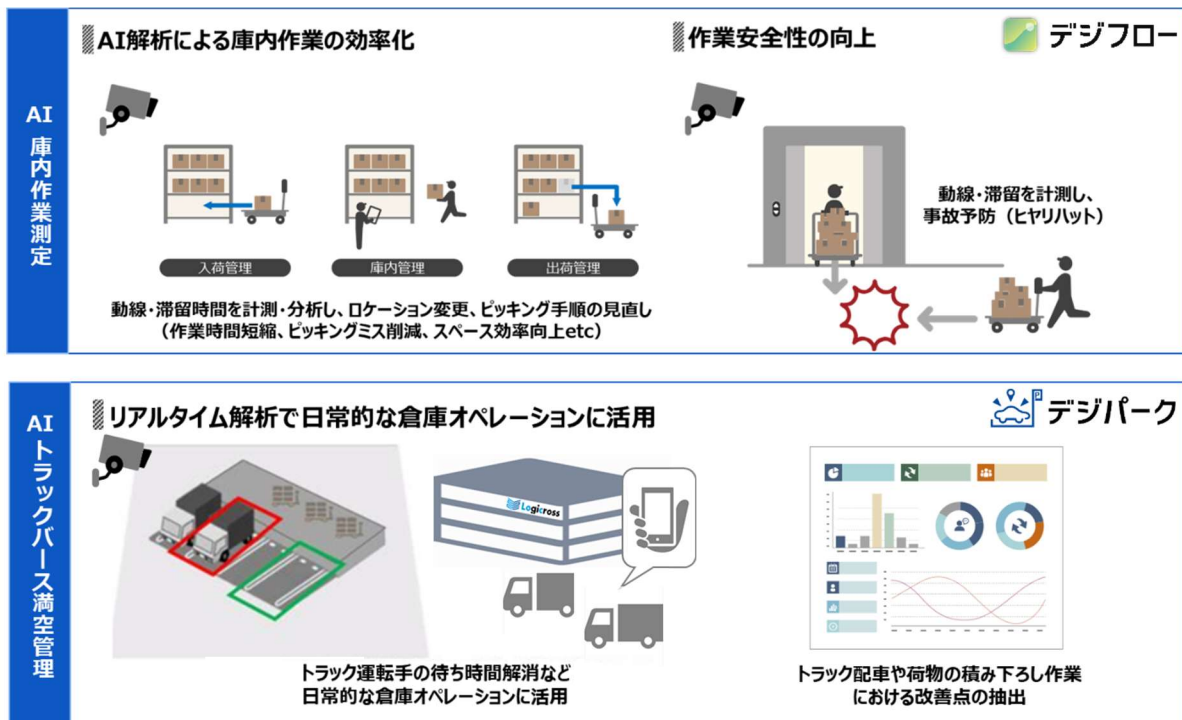 AI 庫内作業測定
AI解析による庫内作業の効率化
入荷管理
庫内管理
出荷管理
動線・滞留時間を計測・分析し、ロケーション変更、ピッキング手順の見直し
（作業時間短縮、ピッキングミス削減、スペース効率向上etc）
作業安全性の向上
デジフロー
動線・滞留を計測し、
事故予防（ヒヤリハット）
AI トラックバース満空管理
リアルタイム解析で日常的な倉庫オペレーションに活用
P
デジパーク
Logicross
トラック運転手の待ち時間解消など
日常的な倉庫オペレーションに活用
トラック配車や荷物の積み下ろし作業
における改善点の抽出